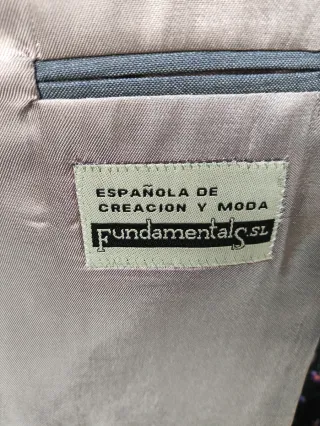 ESPAÑOLA DE
CREACION Y MODA
FundamentalS.SL